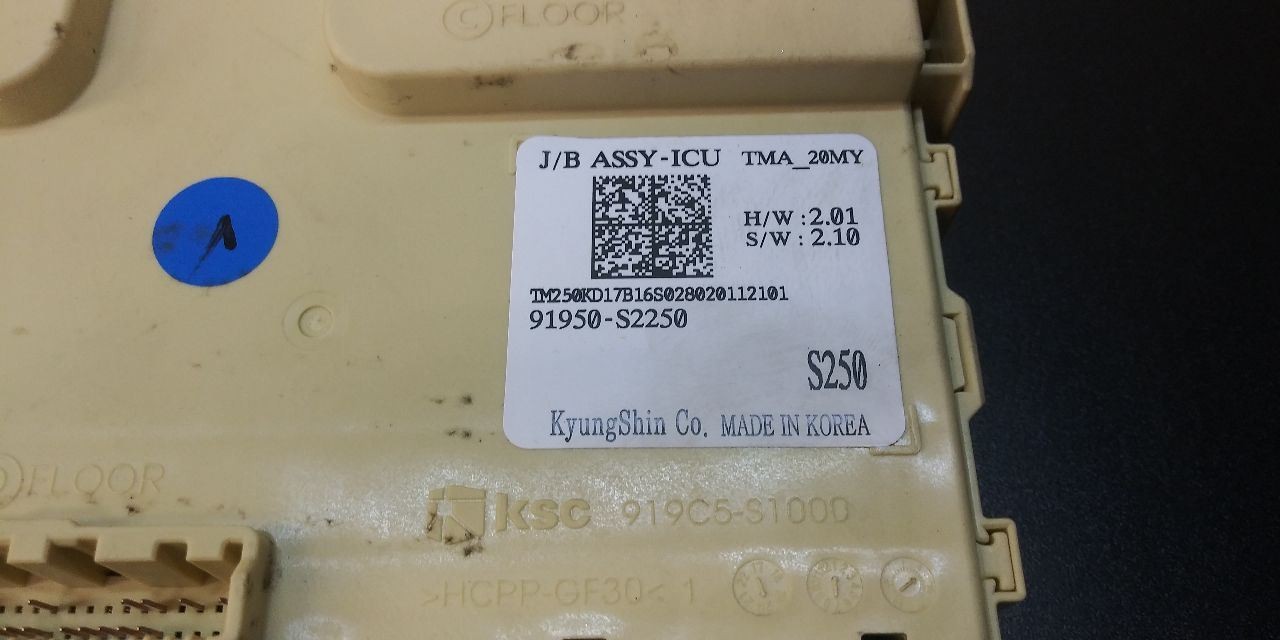 © FLOOR
J/B ASSY-ICU TMA_20MY
H/W : 2.01
S/W : 2.10
TM250KD17B16S028020112101
91950-S2250
S250
KyungShin Co. MADE IN KOREA
FLOOR
ksc 919C5-S1000
>HCPP-GF30< 1